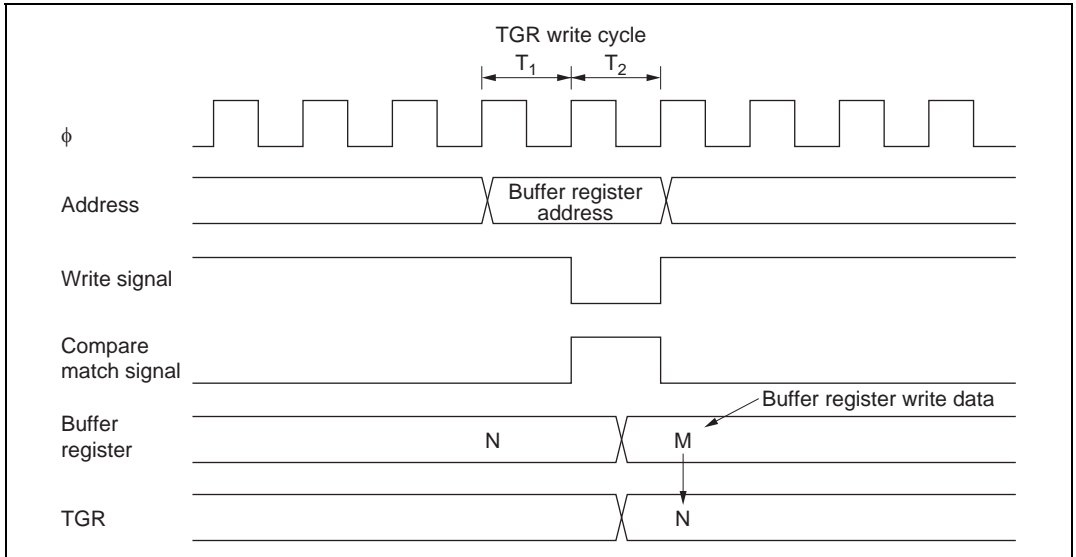 TGR write cycle
T1 T2
ϕ
Address
Buffer register
address
Write signal
Compare
match signal
Buffer register write data
Buffer
register
N M
TGR
N